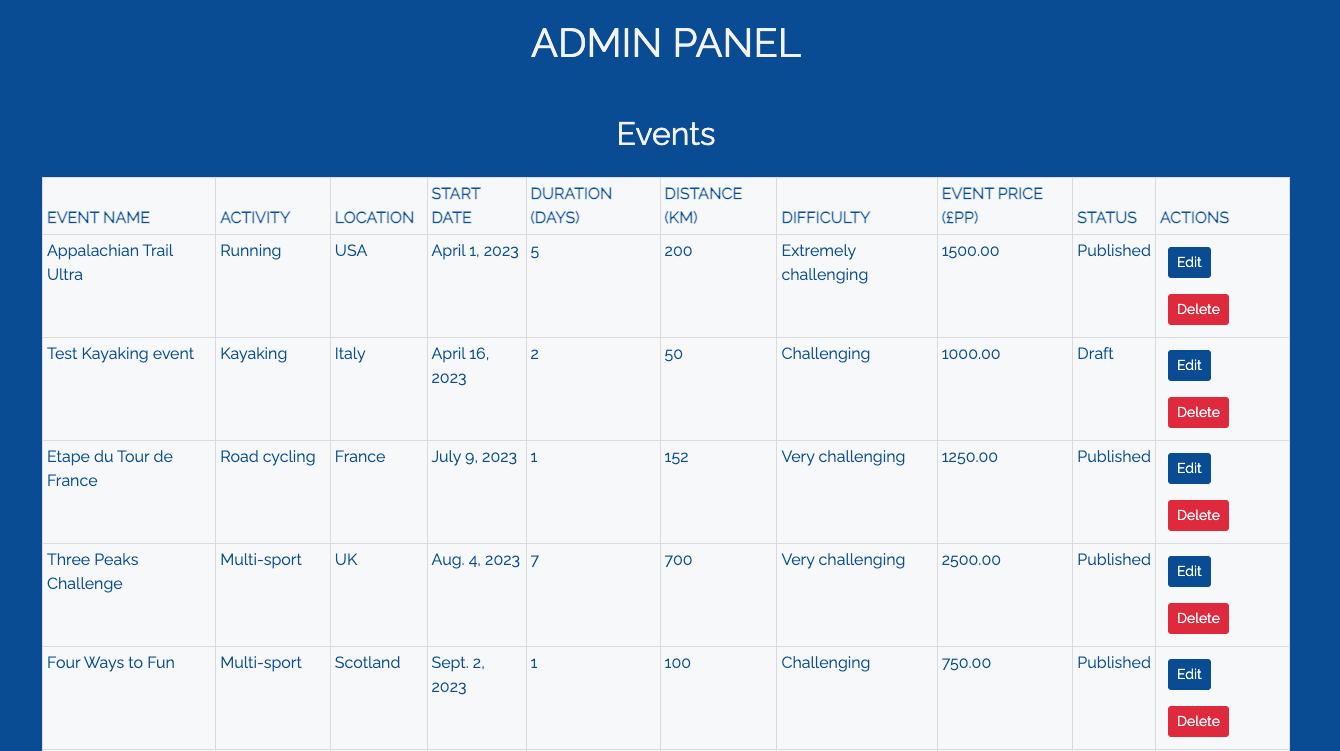 ADMIN PANEL
Events
EVENT NAME ACTIVITY LOCATION START DATE DURATION (DAYS) DISTANCE (KM) DIFFICULTY EVENT PRICE (£PP) STATUS ACTIONS
Appalachian Trail Ultra Running USA April 1, 2023 5 200 Extremely challenging 1500.00 Published Edit Delete
Test Kayaking event Kayaking Italy April 16, 2023 2 50 Challenging 1000.00 Draft Edit Delete
Etape du Tour de France Road cycling France July 9, 2023 1 152 Very challenging 1250.00 Published Edit Delete
Three Peaks Challenge Multi-sport UK Aug. 4, 2023 7 700 Very challenging 2500.00 Published Edit Delete
Four Ways to Fun Multi-sport Scotland Sept. 2, 2023 1 100 Challenging 750.00 Published Edit Delete